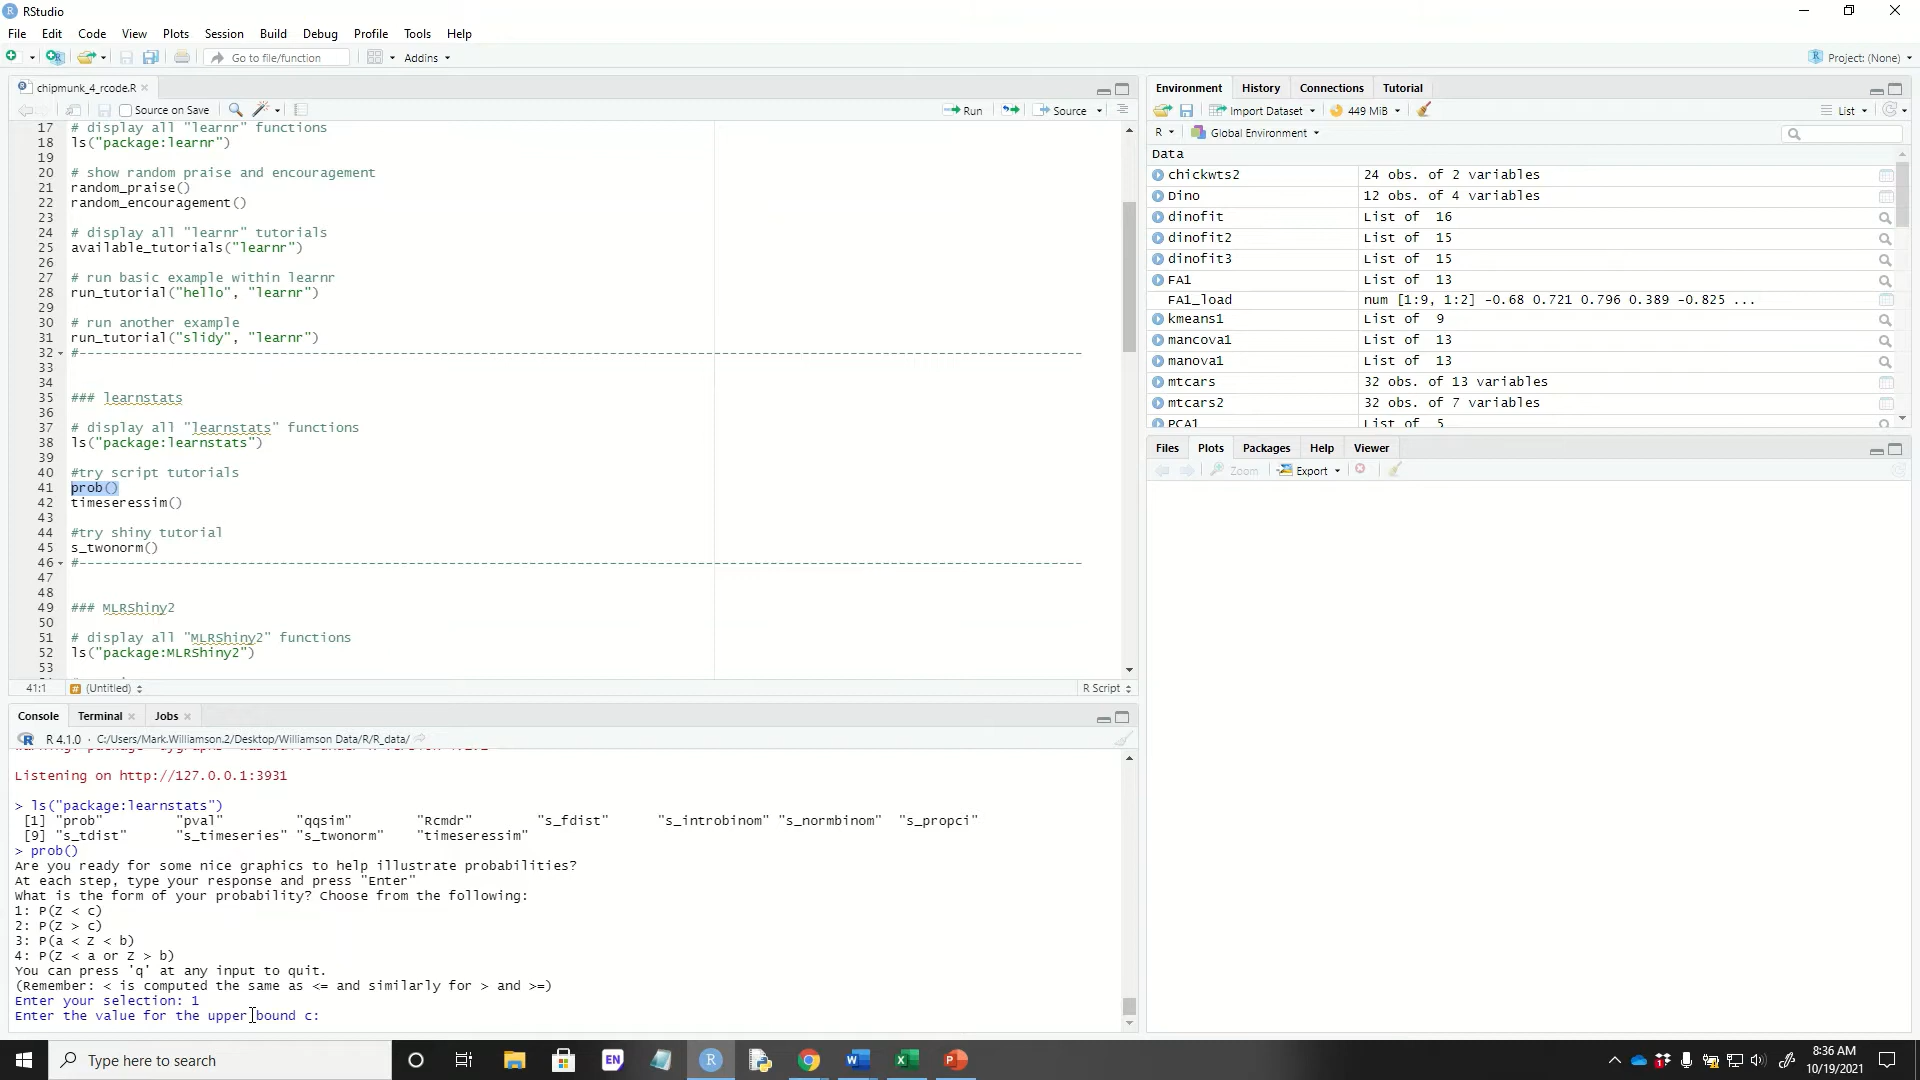 RStudio
File Edit Code View Plots Session Build Debug Profile Tools Help
Go to file/function Addins Project: (None)
chipmunk_4_rcode.R
Source on Save Run Source
17 # display all "learnr" functions
18 ls("package:learnr")
19
20 # show random praise and encouragement
21 random_praise()
22 random_encouragement()
23
24 # display all "learnr" tutorials
25 available_tutorials("learnr")
26
27 # run basic example within learnr
28 run_tutorial("hello", "learnr")
29
30 # run another example
31 run_tutorial("slidy", "learnr")
32 #--------------------------------------------------------------------------------------------------------------------------------
33
34
35 ### learnstats
36
37 # display all "learnstats" functions
38 ls("package:learnstats")
39
40 #try script tutorials
41 prob()
42 timeseressim()
43
44 #try shiny tutorial
45 s_twonorm()
46 #--------------------------------------------------------------------------------------------------------------------------------
47
48
49 ### MLRShiny2
50
51 # display all "MLRShiny2" functions
52 ls("package:MLRShiny2")
53
41:1 # (Untitled) R Script
Console Terminal Jobs
R 4.1.0 · C:/Users/Mark.Williamson.2/Desktop/Williamson Data/R/R_data/
Listening on http://127.0.0.1:3931
> ls("package:learnstats")
[1] "prob" "pval" "qqsim" "Rcmdr" "s_fdist" "s_introbinom" "s_normbinom" "s_propci"
[9] "s_tdist" "s_timeseries" "s_twonorm" "timeseressim"
> prob()
Are you ready for some nice graphics to help illustrate probabilities?
At each step, type your response and press "Enter"
What is the form of your probability? Choose from the following:
1: P(Z < c)
2: P(Z > c)
3: P(a < Z < b)
4: P(Z < a or Z > b)
You can press 'q' at any input to quit.
(Remember: < is computed the same as <= and similarly for > and >=)
Enter your selection: 1
Enter the value for the upper bound c:
Environment History Connections Tutorial
Import Dataset 449 MiB List
R Global Environment
Data
chickwts2 24 obs. of 2 variables
Dino 12 obs. of 4 variables
dinofit List of 16
dinofit2 List of 15
dinofit3 List of 15
FA1 List of 13
FA1_load num [1:9, 1:2] -0.68 0.721 0.796 0.389 -0.825 ...
kmeans1 List of 9
mancova1 List of 13
manova1 List of 13
mtcars 32 obs. of 13 variables
mtcars2 32 obs. of 7 variables
PCA1 List of 5
Files Plots Packages Help Viewer
Zoom Export
Type here to search
EN
8:36 AM
10/19/2021